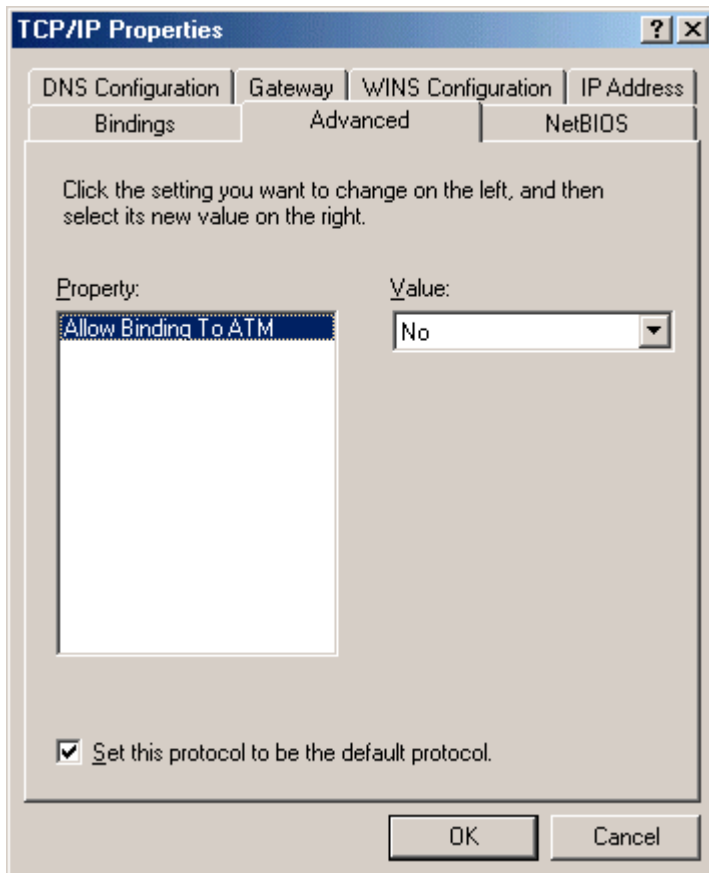 TCP/IP Properties
DNS Configuration Gateway WINS Configuration IP Address
Bindings Advanced NetBIOS
Click the setting you want to change on the left, and then
select its new value on the right.
Property: Value:
Allow Binding To ATM No
Set this protocol to be the default protocol.
OK Cancel